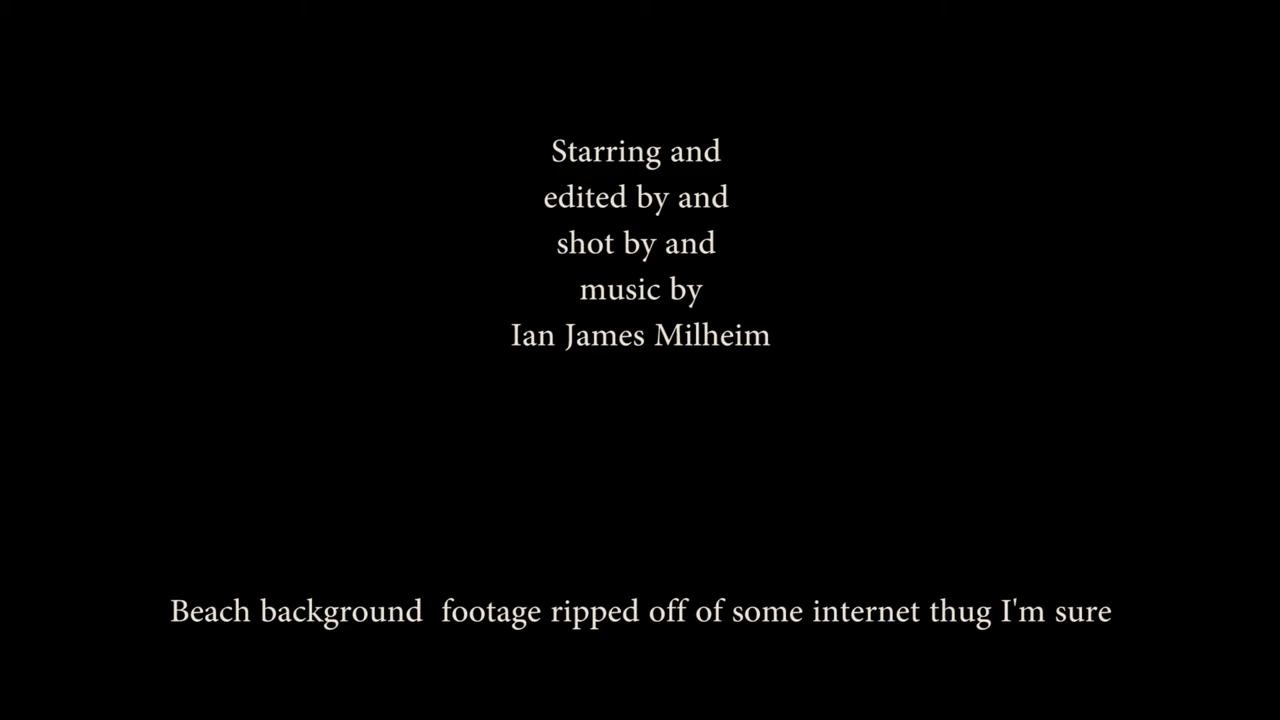 Starring and
edited by and
shot by and
music by
Ian James Milheim
Beach background  footage ripped off of some internet thug I'm sure